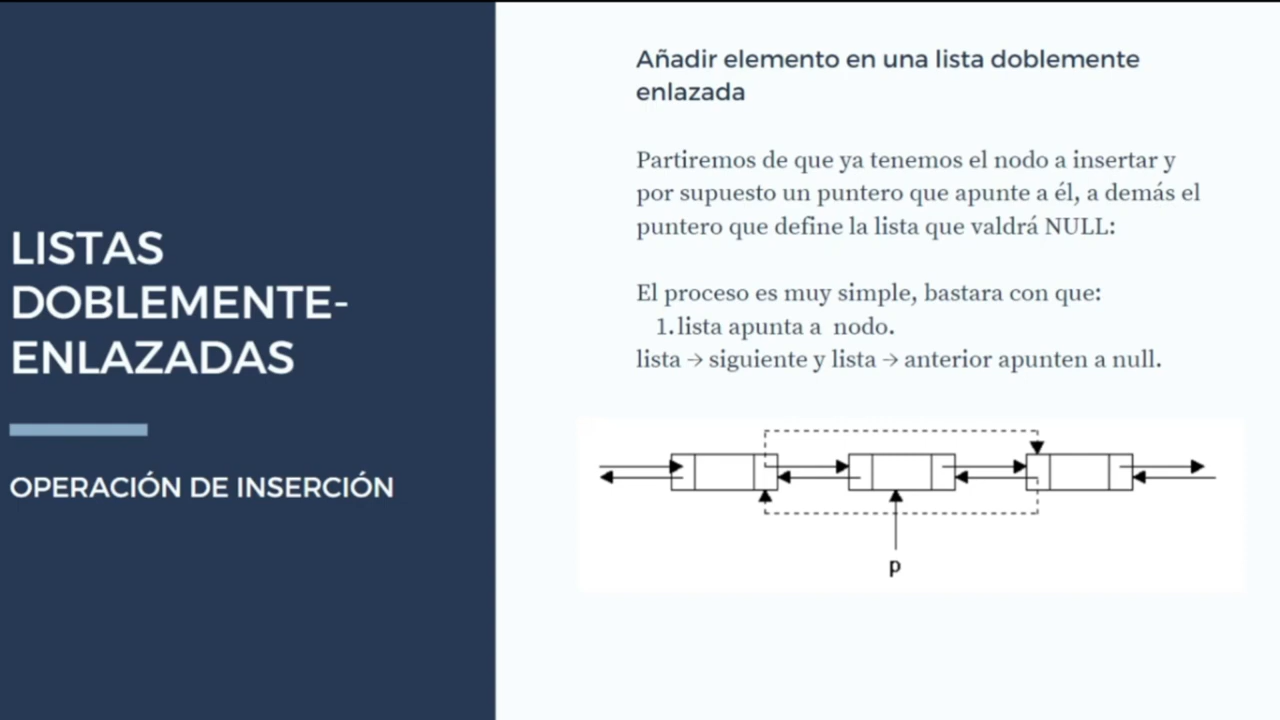 LISTAS
DOBLEMENTE-
ENLAZADAS
OPERACIÓN DE INSERCIÓN
Añadir elemento en una lista doblemente
enlazada
Partiremos de que ya tenemos el nodo a insertar y
por supuesto un puntero que apunte a él, a demás el
puntero que define la lista que valdrá NULL:
El proceso es muy simple, bastara con que:
1. lista apunta a  nodo.
lista → siguiente y lista → anterior apunten a null.
p